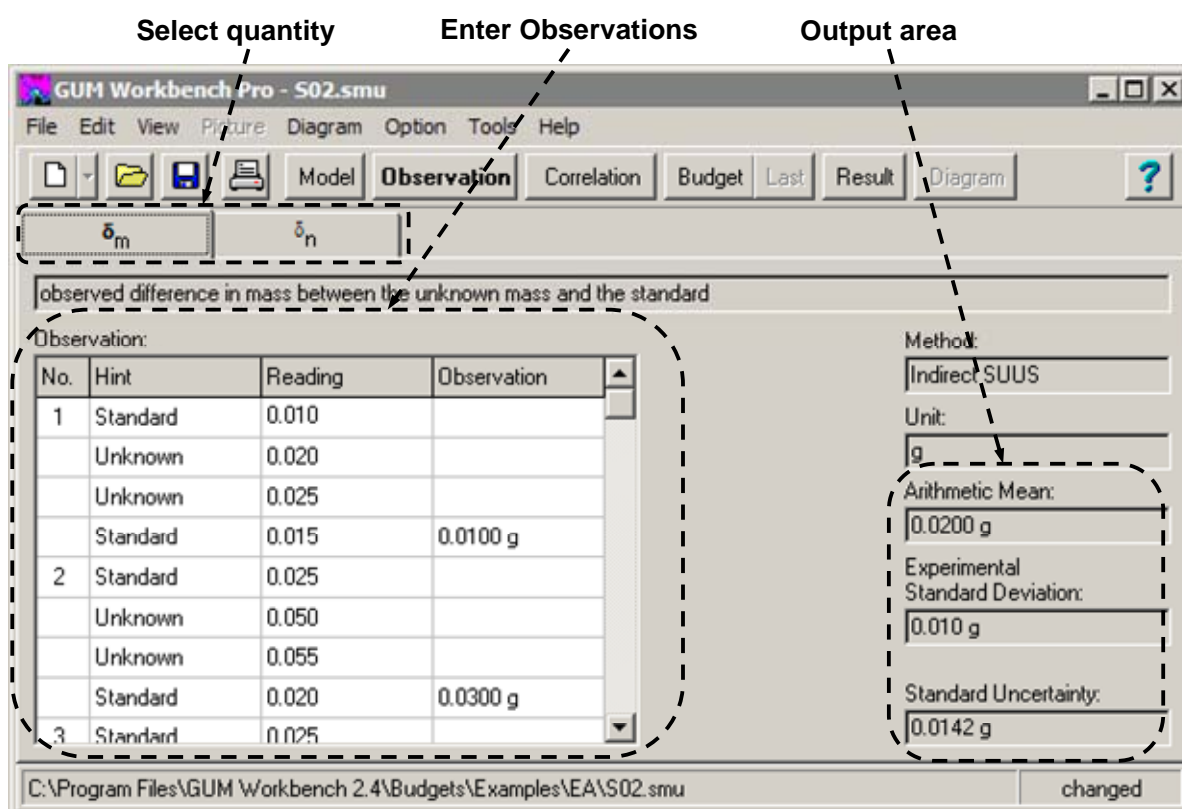 Select quantity Enter Observations Output area
GUM Workbench Pro - S02.smu
File Edit View Picture Diagram Option Tools Help
Model Observation Correlation Budget Last Result Diagram ?
δm δn
observed difference in mass between the unknown mass and the standard
Observation: Method:
No. Hint Reading Observation Indirect SUUS
1 Standard 0.010 Unit:
Unknown 0.020 g
Unknown 0.025 Arithmetic Mean:
Standard 0.015 0.0100 g 0.0200 g
2 Standard 0.025 Experimental
Standard Deviation:
Unknown 0.050 0.010 g
Unknown 0.055
Standard 0.020 0.0300 g Standard Uncertainty:
3 Standard 0.025 0.0142 g
C:\Program Files\GUM Workbench 2.4\Budgets\Examples\EA\S02.smu changed